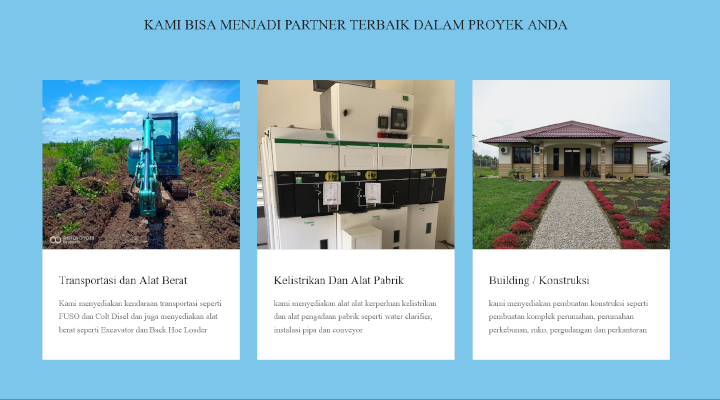 KAMI BISA MENJADI PARTNER TERBAIK DALAM PROYEK ANDA
Transportasi dan Alat Berat
Kami menyediakan kendaraan transportasi seperti
FUSO dan Colt Disel dan juga menyediakan alat
berat seperti Excavator dan Back Hoe Loader
Kelistrikan Dan Alat Pabrik
kami menyediakan alat alat kerperluan kelistrikan
dan alat pengadaan pabrik seperti water clarifier,
instalasi pipa dan conveyor
Building / Konstruksi
kami menyediakan pembuatan konstruksi seperti
pembuatan komplek perumahan, perumahan
perkebunan, ruko, pergudangan dan perkantoran